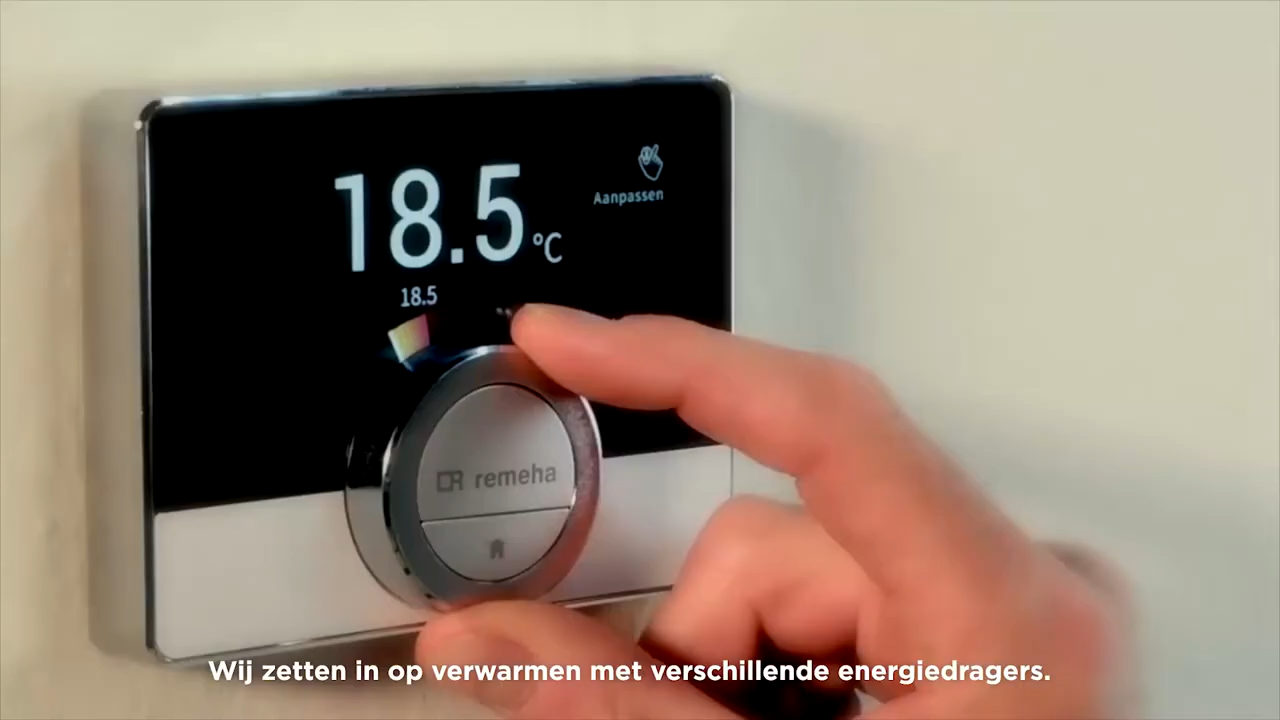 18.5 °C
Aanpassen
18.5
remeha
Wij zetten in op verwarmen met verschillende energiedragers.